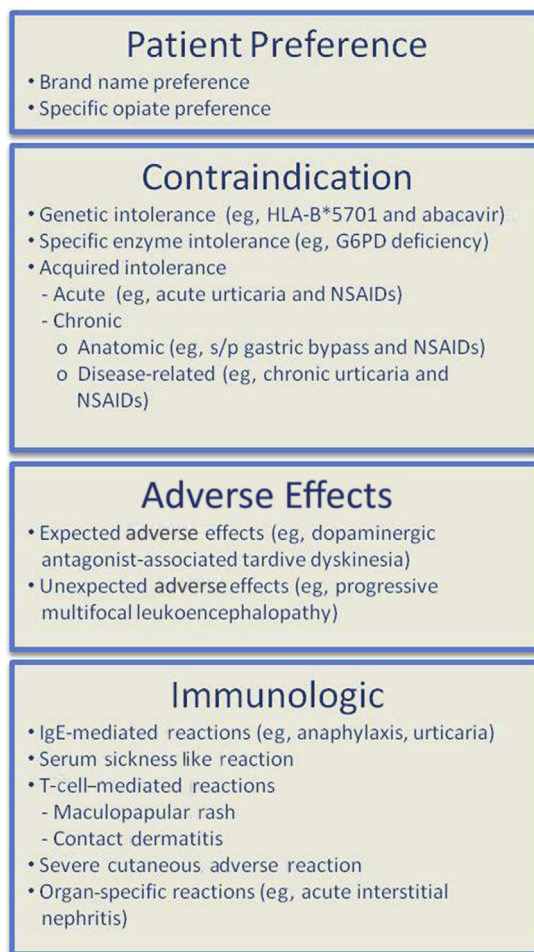 Patient Preference
• Brand name preference
• Specific opiate preference
Contraindication
• Genetic intolerance (eg, HLA-B*5701 and abacavir)
• Specific enzyme intolerance (eg, G6PD deficiency)
• Acquired intolerance
- Acute (eg, acute urticaria and NSAIDs)
- Chronic
o Anatomic (eg, s/p gastric bypass and NSAIDs)
o Disease-related (eg, chronic urticaria and
NSAIDs)
Adverse Effects
• Expected adverse effects (eg, dopaminergic
antagonist-associated tardive dyskinesia)
• Unexpected adverse effects (eg, progressive
multifocal leukoencephalopathy)
Immunologic
• IgE-mediated reactions (eg, anaphylaxis, urticaria)
• Serum sickness like reaction
• T-cell–mediated reactions
- Maculopapular rash
- Contact dermatitis
• Severe cutaneous adverse reaction
• Organ-specific reactions (eg, acute interstitial
nephritis)